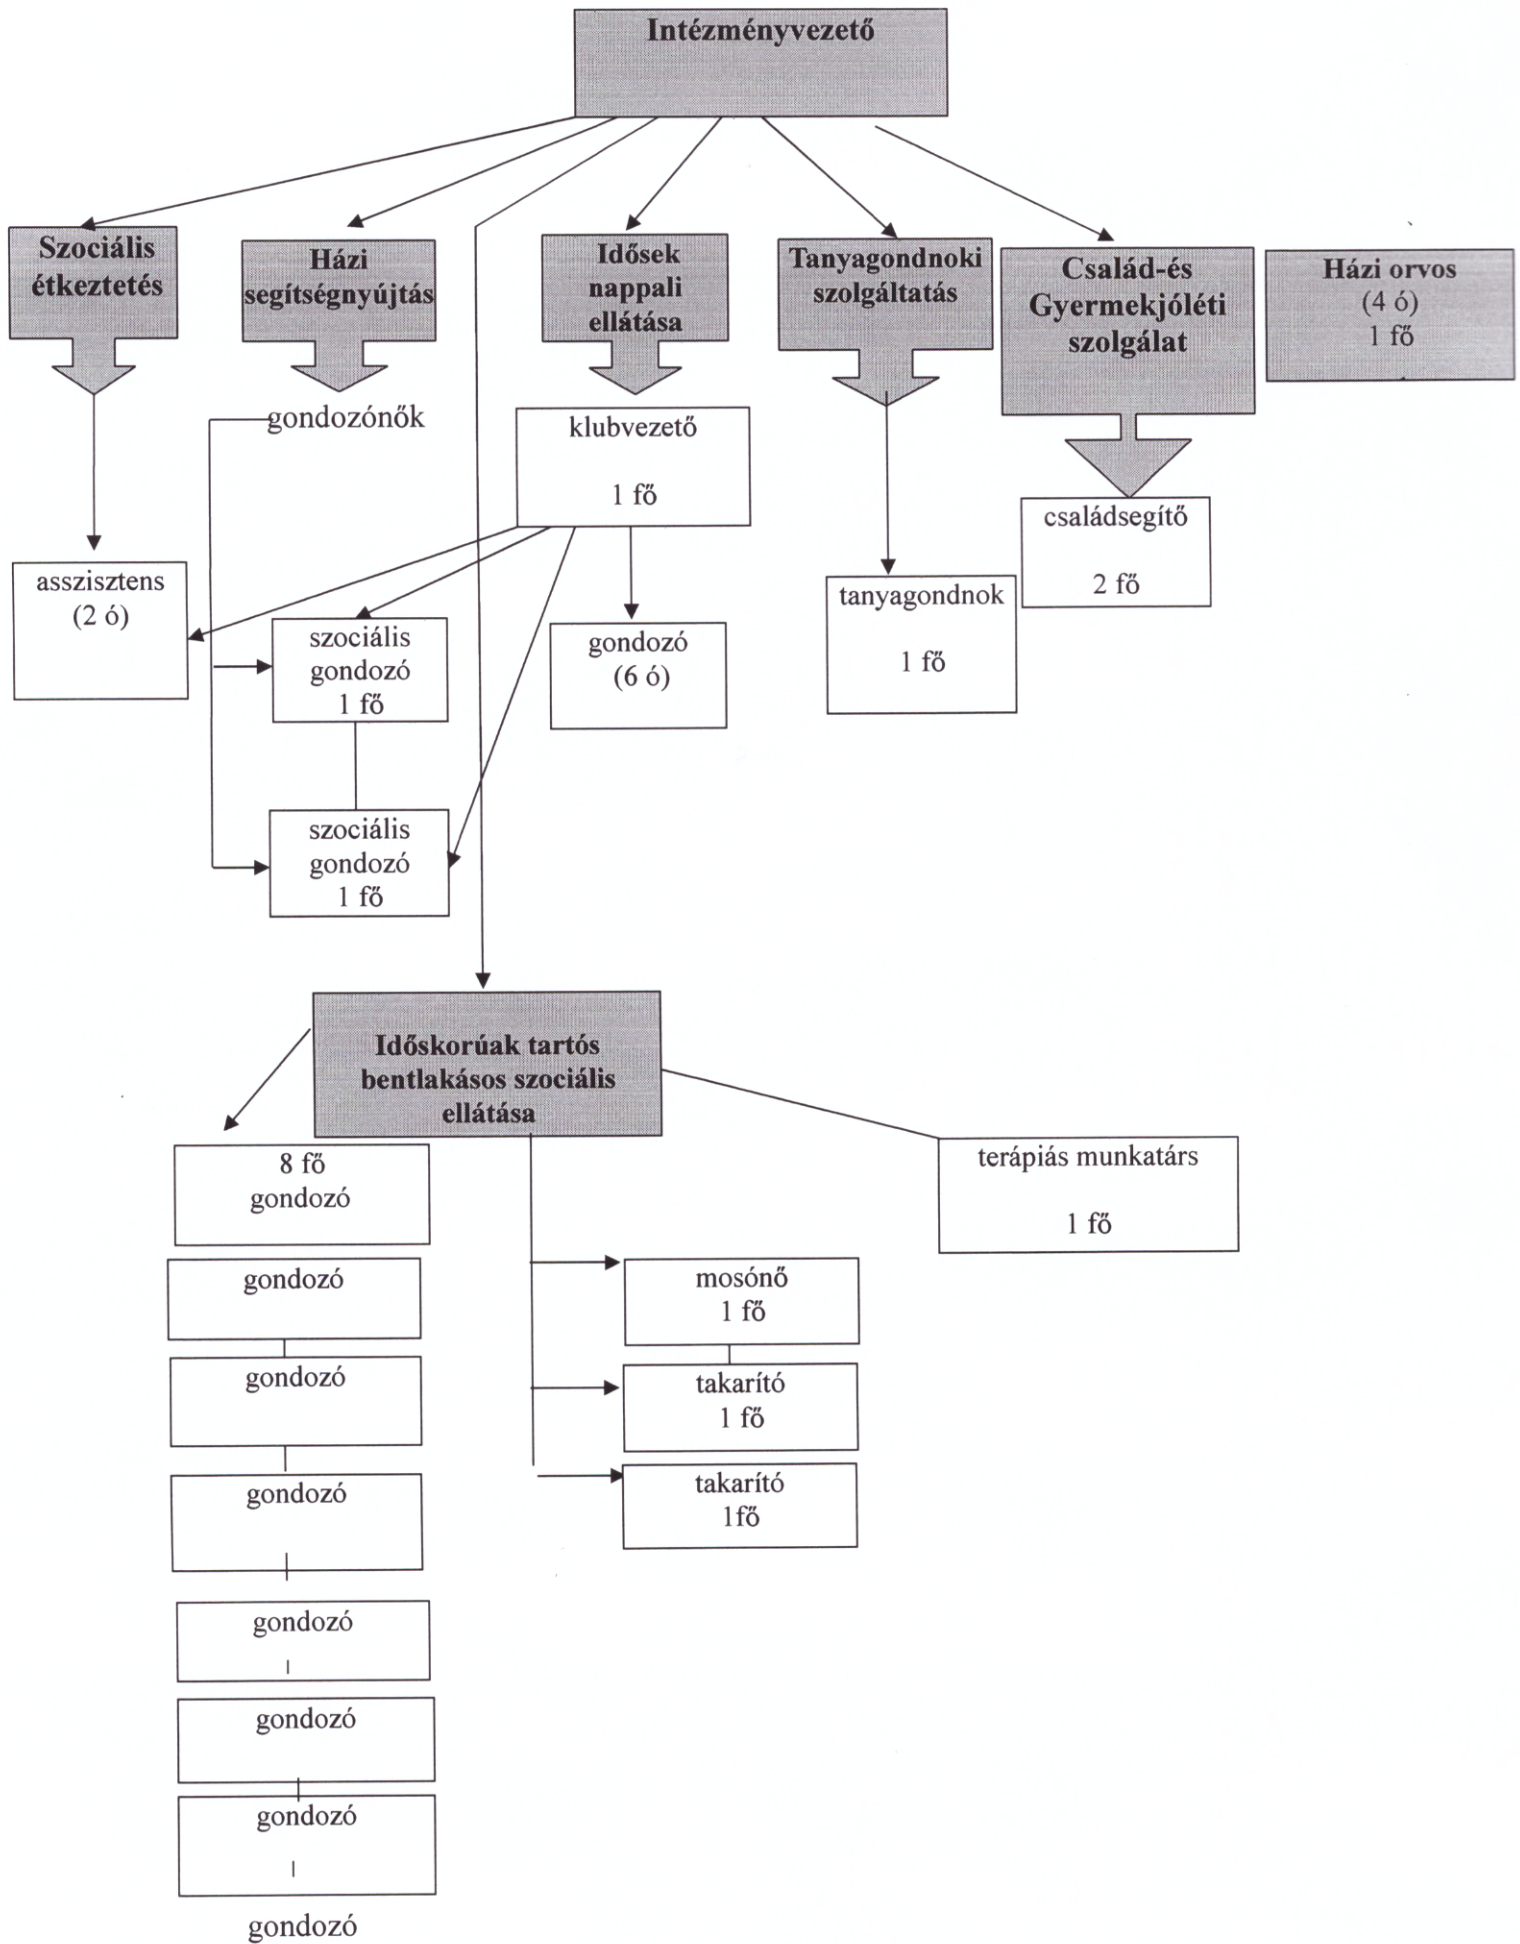 Intézményvezető
Szociális
étkeztetés
Házi
segítségnyújtás
Idősek
nappali
ellátása
Tanyagondnoki
szolgáltatás
Család-és
Gyermekjóléti
szolgálat
Házi orvos
(4 ó)
1 fő
gondozónők
klubvezető
1 fő
családsegítő
2 fő
asszisztens
(2 ó)
szociális
gondozó
1 fő
gondozó
(6 ó)
tanyagondnok
1 fő
szociális
gondozó
1 fő
Időskorúak tartós
bentlakásos szociális
ellátása
8 fő
gondozó
terápiás munkatárs
1 fő
gondozó
mosónő
1 fő
gondozó
takarító
1 fő
gondozó
takarító
1fő
gondozó
gondozó
gondozó
gondozó